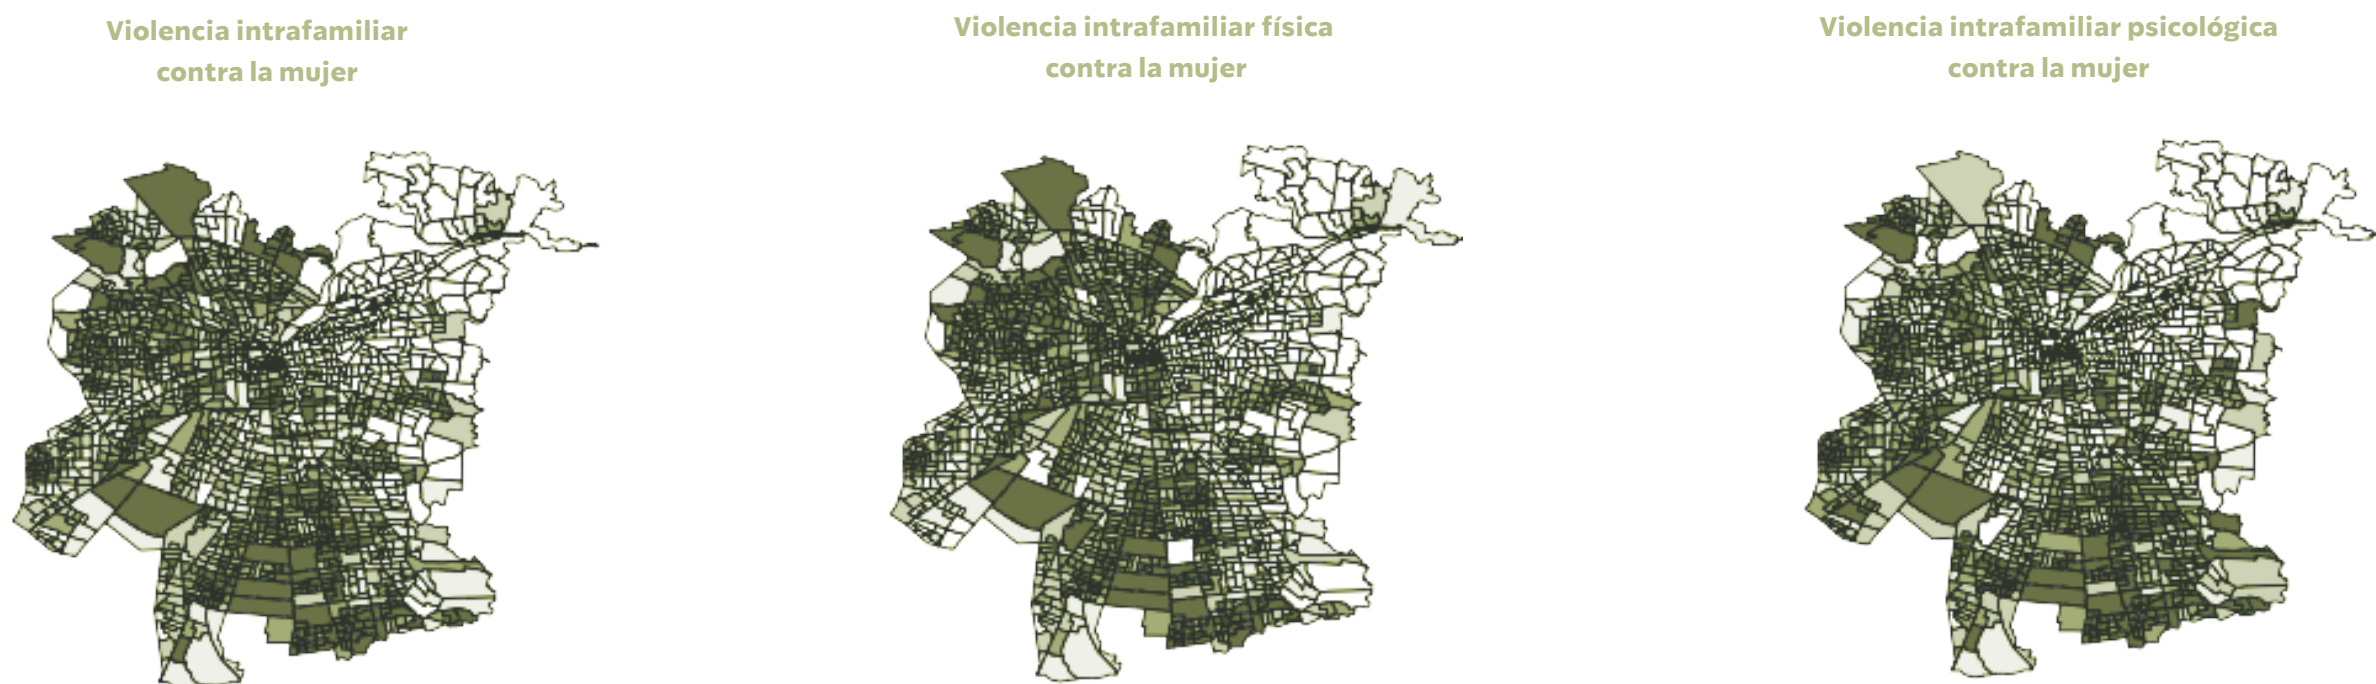 Violencia intrafamiliar
contra la mujer
Violencia intrafamiliar física
contra la mujer
Violencia intrafamiliar psicológica
contra la mujer